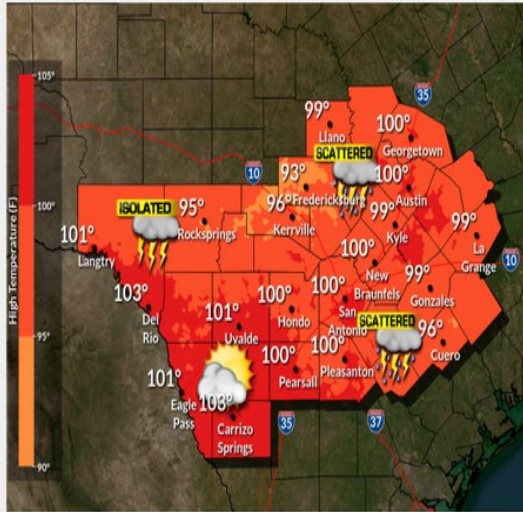 High Temperature (F)
105°
100°
95°
90°
35
99°
Llano
100°
Georgetown
SCATTERED
10
93°
Fredericksburg
100°
Austin
ISOLATED
95°
Rocksprings
96°
Kerrville
99°
Kyle
99°
La
Grange
101°
Langtry
100°
New
Braunfels
10
99°
Gonzales
103°
Del
Rio
101°
Uvalde
100°
Hondo
100°
San
Antonio
SCATTERED
96°
Cuero
101°
Eagle
Pass
103°
Carrizo
Springs
100°
Pearsall
100°
Pleasanton
35
37